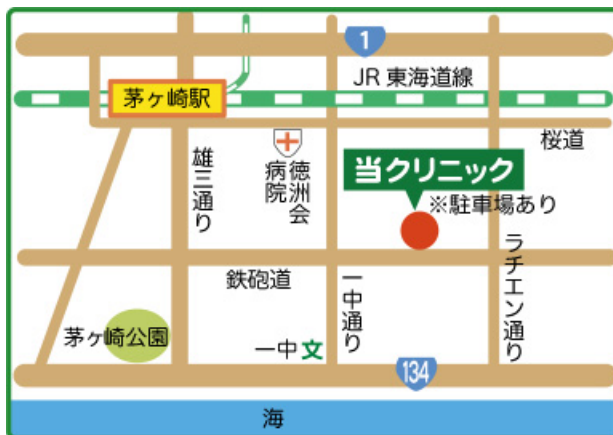 1
JR東海道線
茅ヶ崎駅
桜道
雄三通り
徳洲会
病院
当クリニック
※駐車場あり
ラチエン通り
鉄砲道
一中通り
茅ヶ崎公園
一中文
134
海